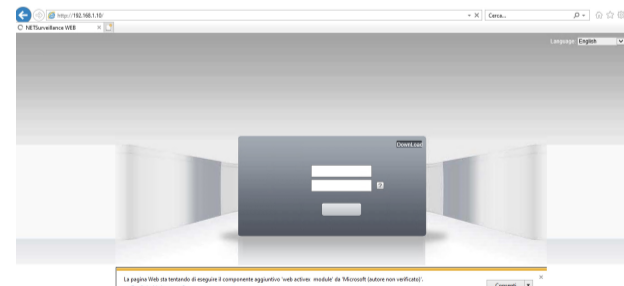 http://192.168.1.10/
Cerca...
NETSurveillance WEB
Language English
DownLoad
?
La pagina Web sta tentando di eseguire il componente aggiuntivo 'web activex module' da 'Microsoft (autore non verificato)'.
Consenti